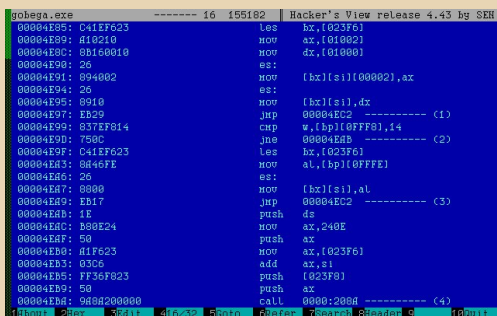 gobega.exe ------- 16 155182 ║ Hacker's View release 4.43 by SEH
00004E85: C41EF623 les bx,[023F6]
00004E89: A10210 mov ax,[01002]
00004E8C: 8B160010 mov dx,[01000]
00004E90: 26 es:
00004E91: 894002 mov [bx][si][00002],ax
00004E94: 26 es:
00004E95: 8910 mov [bx][si],dx
00004E97: EB29 jmp 00004EC2 ---------- (1)
00004E99: 837EF814 cmp w,[bp][0FFF8],14
00004E9D: 750C jne 00004EAB ---------- (2)
00004E9F: C41EF623 les bx,[023F6]
00004EA3: 8A46FE mov al,[bp][0FFFE]
00004EA6: 26 es:
00004EA7: 8800 mov [bx][si],al
00004EA9: EB17 jmp 00004EC2 ---------- (3)
00004EAB: 1E push ds
00004EAC: B80E24 mov ax,240E
00004EAF: 50 push ax
00004EB0: A1F623 mov ax,[023F6]
00004EB3: 03C6 add ax,si
00004EB5: FF36F823 push [023F8]
00004EB9: 50 push ax
00004EBA: 9A8A200000 call 0000:208A ---------- (4)
1About 2Hex 3Edit 416/32 5Goto 6Refer 7Search 8Header 9 10Quit